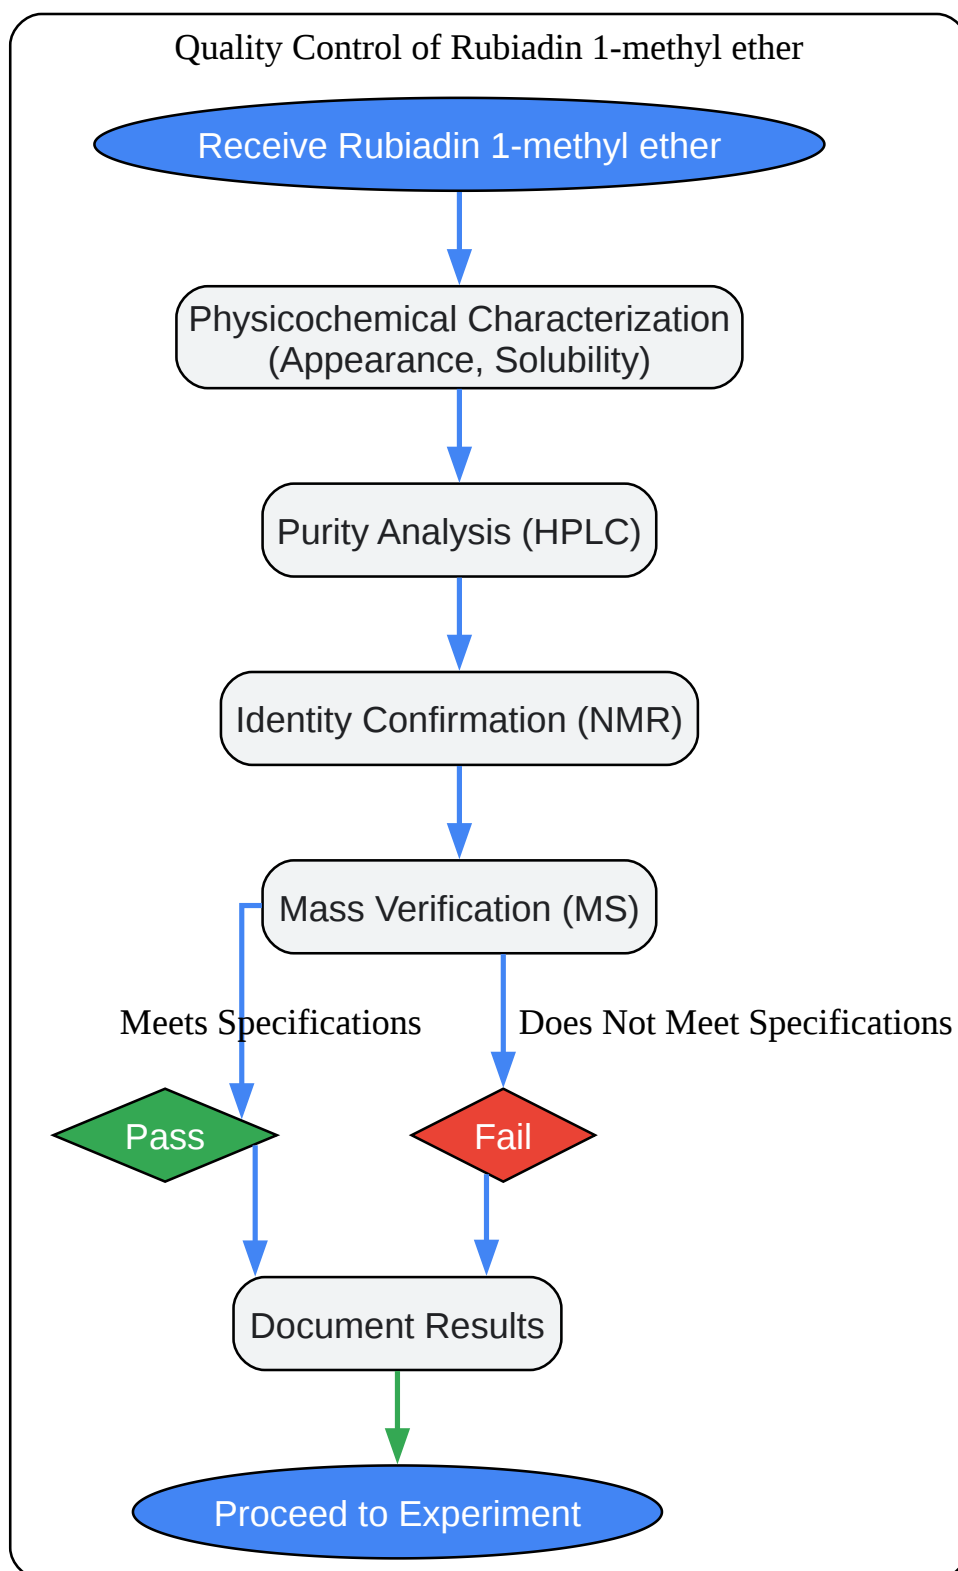 Quality Control of Rubiadin 1-methyl ether
Receive Rubiadin 1-methyl ether
Physicochemical Characterization
(Appearance, Solubility)
Purity Analysis (HPLC)
Identity Confirmation (NMR)
Mass Verification (MS)
Meets Specifications
Does Not Meet Specifications
Pass
Fail
Document Results
Proceed to Experiment